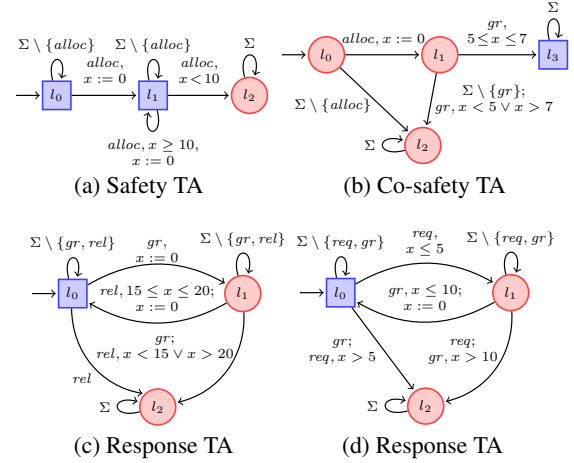 Σ \ {alloc}
Σ \ {alloc}
alloc,
x := 0
alloc,
x < 10
Σ
l₀
l₁
l₂
alloc, x ≥ 10,
x := 0
(a) Safety TA
alloc, x := 0
gr,
5 ≤ x ≤ 7
Σ
l₀
l₁
l₃
Σ \ {alloc}
Σ \ {gr};
gr, x < 5 ∨ x > 7
Σ
l₂
(b) Co-safety TA
Σ \ {gr, rel}
gr,
x := 0
Σ \ {gr, rel}
l₀
l₁
rel, 15 ≤ x ≤ 20;
x := 0
gr;
rel, x < 15 ∨ x > 20
rel
Σ
l₂
(c) Response TA
Σ \ {req, gr}
req,
x ≤ 5
Σ \ {req, gr}
l₀
l₁
gr, x ≤ 10;
x := 0
gr;
req, x > 5
req;
gr, x > 10
Σ
l₂
(d) Response TA